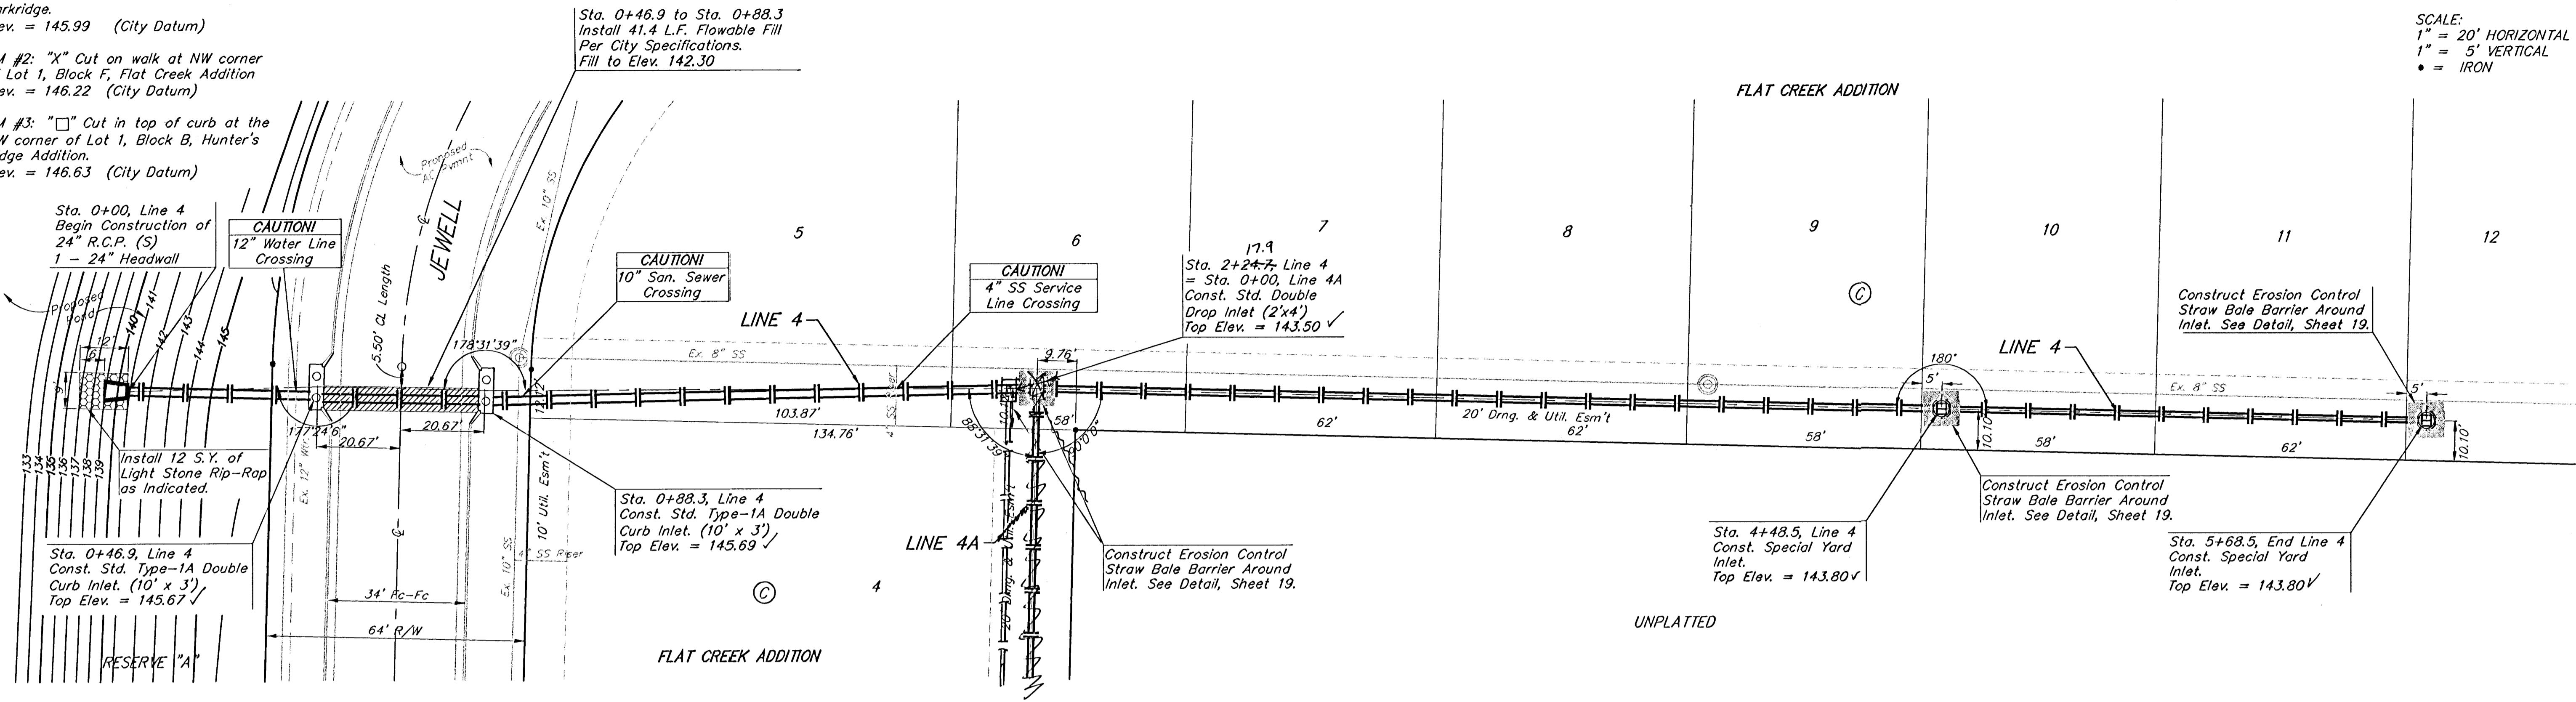 rkridge.
ev. = 145.99 (City Datum)
#2: "X" Cut on walk at NW corner
Lot 1, Block F, Flat Creek Addition
ev. = 146.22 (City Datum)
#3: "□" Cut in top of curb at the
W corner of Lot 1, Block B, Hunter's
dge Addition.
ev. = 146.63 (City Datum)
Sta. 0+46.9 to Sta. 0+88.3
Install 41.4 L.F. Flowable Fill
Per City Specifications.
Fill to Elev. 142.30
SCALE:
1" = 20' HORIZONTAL
1" = 5' VERTICAL
• = IRON
FLAT CREEK ADDITION
Proposed
AC Pvmnt
JEWELL
Ex. 10" SS
℄
5.50' CL Length
Sta. 0+00, Line 4
Begin Construction of
24" R.C.P. (S)
1 - 24" Headwall
CAUTION!
12" Water Line
Crossing
CAUTION!
10" San. Sewer
Crossing
CAUTION!
4" SS Service
Line Crossing
5
6
7
8
9
10
11
12
17.9
Sta. 2+24.7, Line 4
= Sta. 0+00, Line 4A
Const. Std. Double
Drop Inlet (2'x4')
Top Elev. = 143.50 ✓
C
Construct Erosion Control
Straw Bale Barrier Around
Inlet. See Detail, Sheet 19.
Proposed
Pond
140
141
142
143
144
145
12'
6'
9'
LINE 4
LINE 4
178°31'39"
Ex. 8" SS
9.76'
180°
5'
Ex. 8" SS
5'
177°24'6"
20.67'
20.67'
12.12'
103.87'
134.76'
4" SS Riser
88°31'39"
58'
90°0'0"
62'
20' Drng. & Util. Esm't
62'
58'
10.10'
58'
62'
10.10'
133
134
135
136
137
138
139
Install 12 S.Y. of
Light Stone Rip-Rap
as Indicated.
Ex. 12" Wtr.
10' Util. Esm't
Sta. 0+88.3, Line 4
Const. Std. Type-1A Double
Curb Inlet. (10' x 3')
Top Elev. = 145.69 ✓
LINE 4A
20' Drng. & Util. Esm't
Construct Erosion Control
Straw Bale Barrier Around
Inlet. See Detail, Sheet 19.
Sta. 4+48.5, Line 4
Const. Special Yard
Inlet.
Top Elev. = 143.80 ✓
Construct Erosion Control
Straw Bale Barrier Around
Inlet. See Detail, Sheet 19.
Sta. 5+68.5, End Line 4
Const. Special Yard
Inlet.
Top Elev. = 143.80 ✓
Sta. 0+46.9, Line 4
Const. Std. Type-1A Double
Curb Inlet. (10' x 3')
Top Elev. = 145.67 ✓
℄
Ex. 10" SS
4" SS Riser
34' Fc-Fc
64' R/W
C
4
RESERVE "A"
FLAT CREEK ADDITION
UNPLATTED